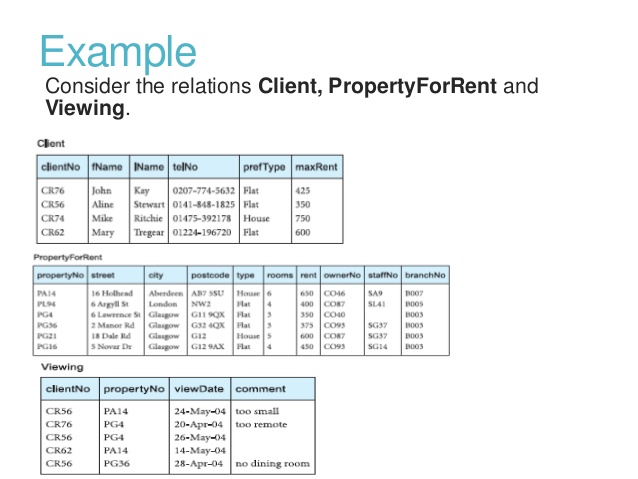 Example
Consider the relations Client, PropertyForRent and
Viewing.
Client
clientNo fName lName telNo prefType maxRent
CR76 John Kay 0207-774-5632 Flat 425
CR56 Aline Stewart 0141-848-1825 Flat 350
CR74 Mike Ritchie 01475-392178 House 750
CR62 Mary Tregear 01224-196720 Flat 600
PropertyForRent
propertyNo street city postcode type rooms rent ownerNo staffNo branchNo
PA14 16 Holhead Aberdeen AB7 5SU House 6 650 CO46 SA9 B007
PL94 6 Argyll St London NW2 Flat 4 400 CO87 SL41 B005
PG4 6 Lawrence St Glasgow G11 9QX Flat 3 350 CO40 B003
PG36 2 Manor Rd Glasgow G32 4QX Flat 3 375 CO93 SG37 B003
PG21 18 Dale Rd Glasgow G12 House 5 600 CO87 SG37 B003
PG16 5 Novar Dr Glasgow G12 9AX Flat 4 450 CO93 SG14 B003
Viewing
clientNo propertyNo viewDate comment
CR56 PA14 24-May-04 too small
CR76 PG4 20-Apr-04 too remote
CR56 PG4 26-May-04
CR62 PA14 14-May-04
CR56 PG36 28-Apr-04 no dining room